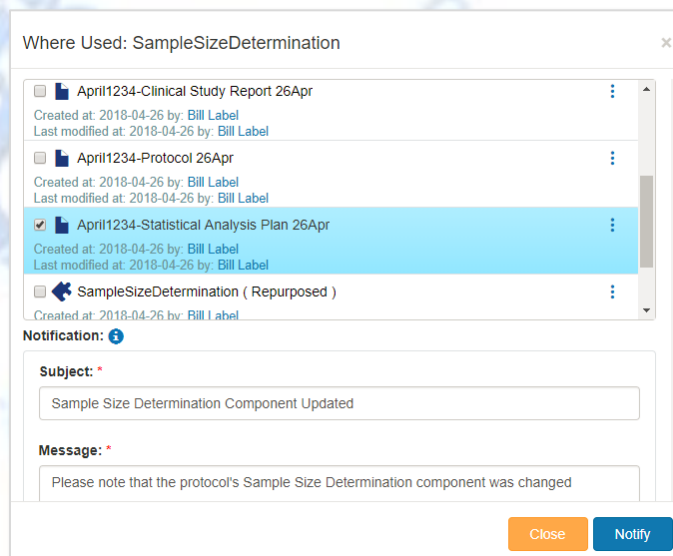 Where Used: SampleSizeDetermination ×
April1234-Clinical Study Report 26Apr
Created at: 2018-04-26 by: Bill Label
Last modified at: 2018-04-26 by: Bill Label
April1234-Protocol 26Apr
Created at: 2018-04-26 by: Bill Label
Last modified at: 2018-04-26 by: Bill Label
April1234-Statistical Analysis Plan 26Apr
Created at: 2018-04-26 by: Bill Label
Last modified at: 2018-04-26 by: Bill Label
SampleSizeDetermination ( Repurposed )
Created at: 2018-04-26 by: Bill Label
Notification:
Subject: *
Sample Size Determination Component Updated
Message: *
Please note that the protocol's Sample Size Determination component was changed
Close Notify